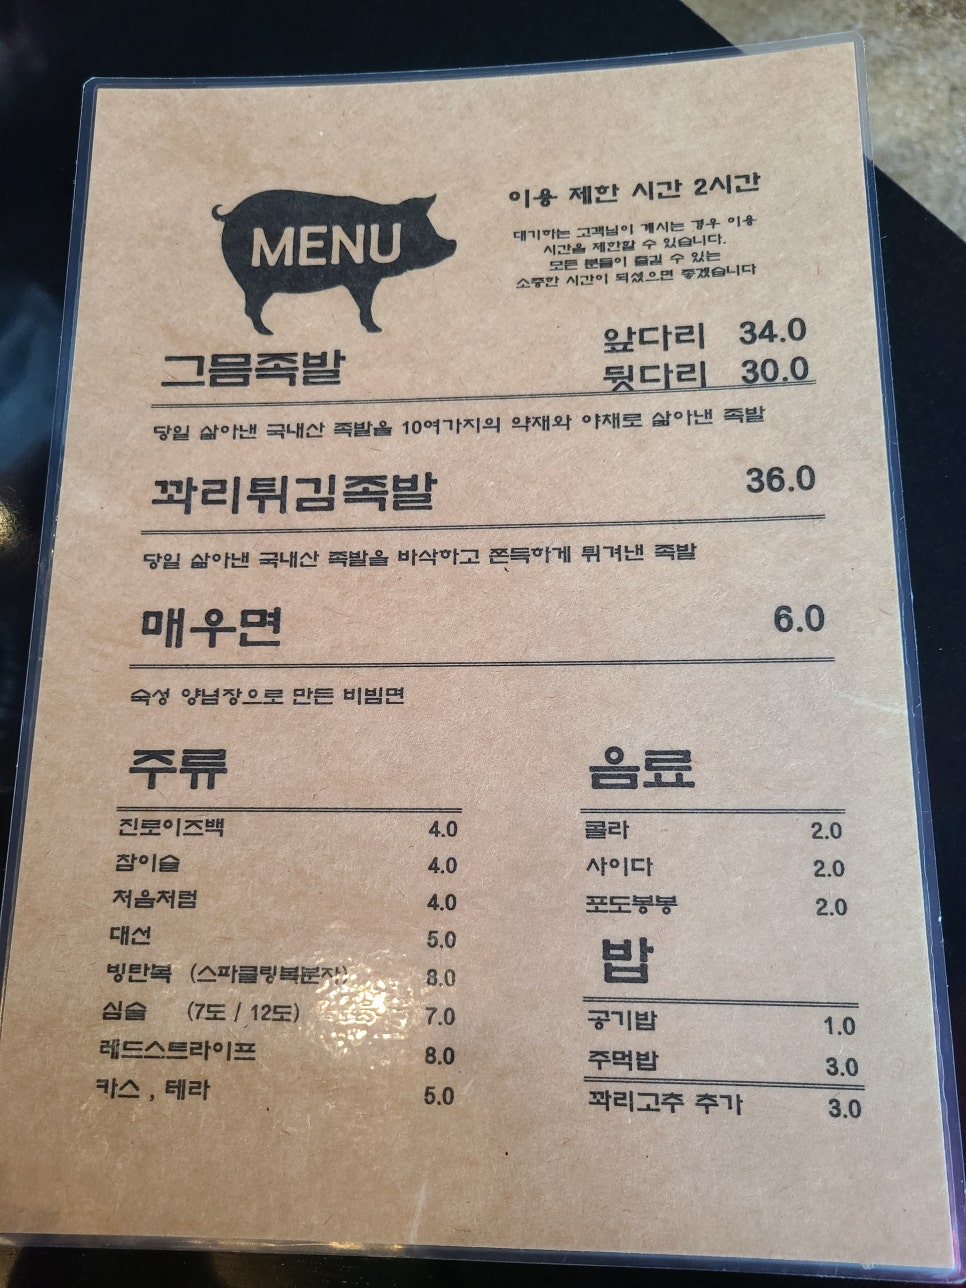 MENU
이용 제한 시간 2시간
대기하는 고객님이 계시는 경우 이용
시간을 제한할 수 있습니다.
모든 분들이 즐길 수 있는
소중한 시간이 되셨으면 좋겠습니다
그믐족발
앞다리 34.0
뒷다리 30.0
당일 삶아낸 국내산 족발을 10여가지의 약재와 야채로 삶아낸 족발
꽈리튀김족발 36.0
당일 삶아낸 국내산 족발을 바삭하고 쫀득하게 튀겨낸 족발
매우면 6.0
숙성 양념장으로 만든 비빔면
주류
진로이즈백 4.0
참이슬 4.0
처음처럼 4.0
대선 5.0
빙탄복 (스파클링복분자) 8.0
심술 (7도 / 12도) 7.0
레드스트라이프 8.0
카스 , 테라 5.0
음료
콜라 2.0
사이다 2.0
포도봉봉 2.0
밥
공기밥 1.0
주먹밥 3.0
꽈리고추 추가 3.0